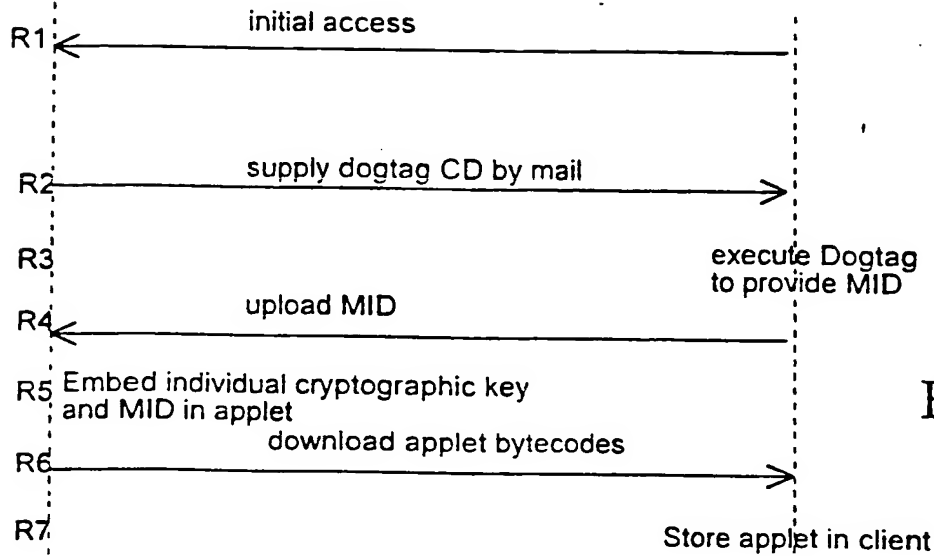 initial access
R1
supply dogtag CD by mail
R2
R3
execute Dogtag
to provide MID
upload MID
R4
R5 Embed individual cryptographic key
and MID in applet
download applet bytecodes
R6
R7
Store applet in client